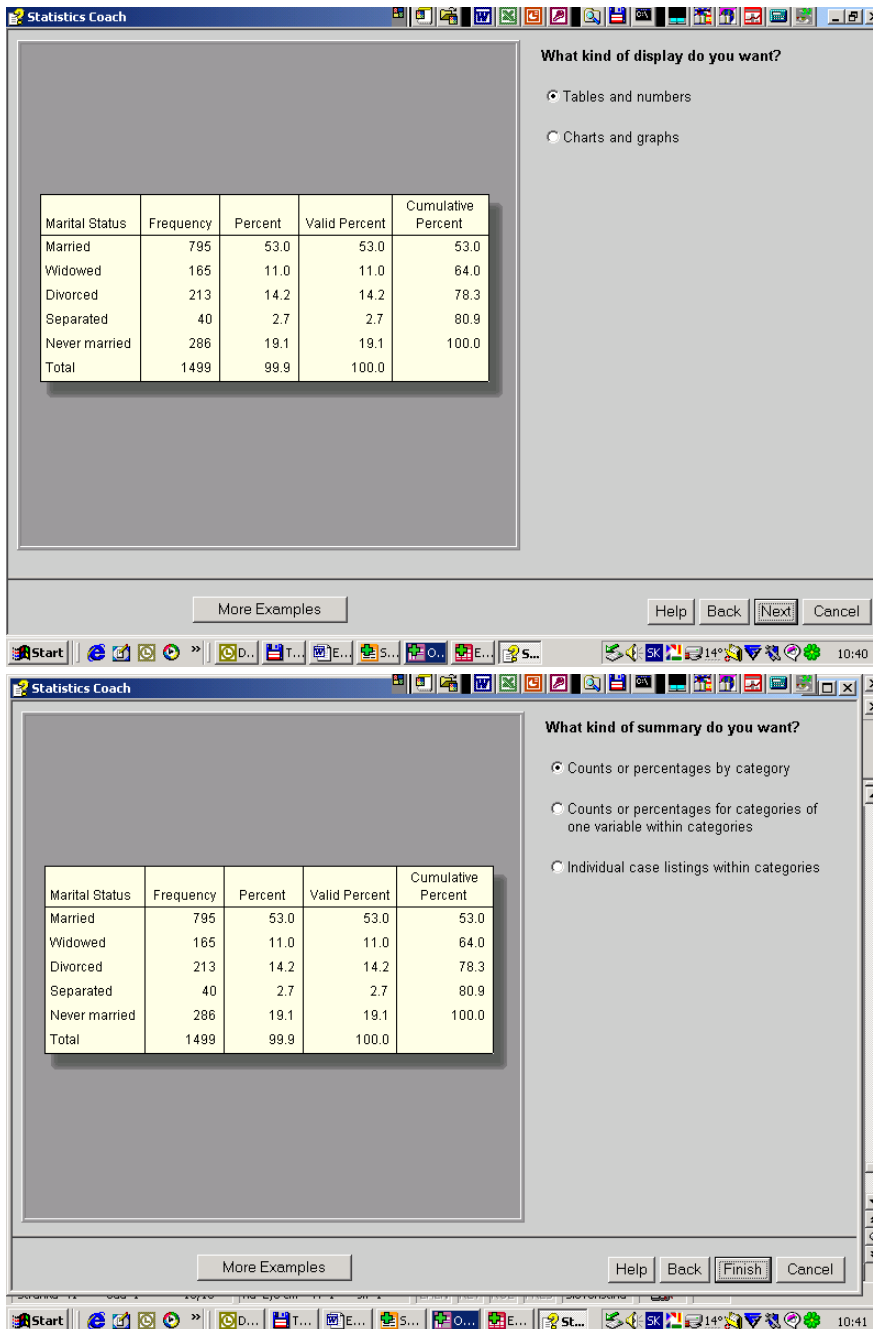 Statistics Coach
What kind of display do you want?
Tables and numbers
Charts and graphs
Marital Status Frequency Percent Valid Percent Cumulative Percent
Married 795 53.0 53.0 53.0
Widowed 165 11.0 11.0 64.0
Divorced 213 14.2 14.2 78.3
Separated 40 2.7 2.7 80.9
Never married 286 19.1 19.1 100.0
Total 1499 99.9 100.0
More Examples Help Back Next Cancel
Start » D.. T... E... S... O.. E... S... SK 14° 10:40
Statistics Coach
What kind of summary do you want?
Counts or percentages by category
Counts or percentages for categories of
one variable within categories
Individual case listings within categories
Marital Status Frequency Percent Valid Percent Cumulative Percent
Married 795 53.0 53.0 53.0
Widowed 165 11.0 11.0 64.0
Divorced 213 14.2 14.2 78.3
Separated 40 2.7 2.7 80.9
Never married 286 19.1 19.1 100.0
Total 1499 99.9 100.0
More Examples Help Back Finish Cancel
Start » D... T... E... S... O... E... St... SK 14° 10:41